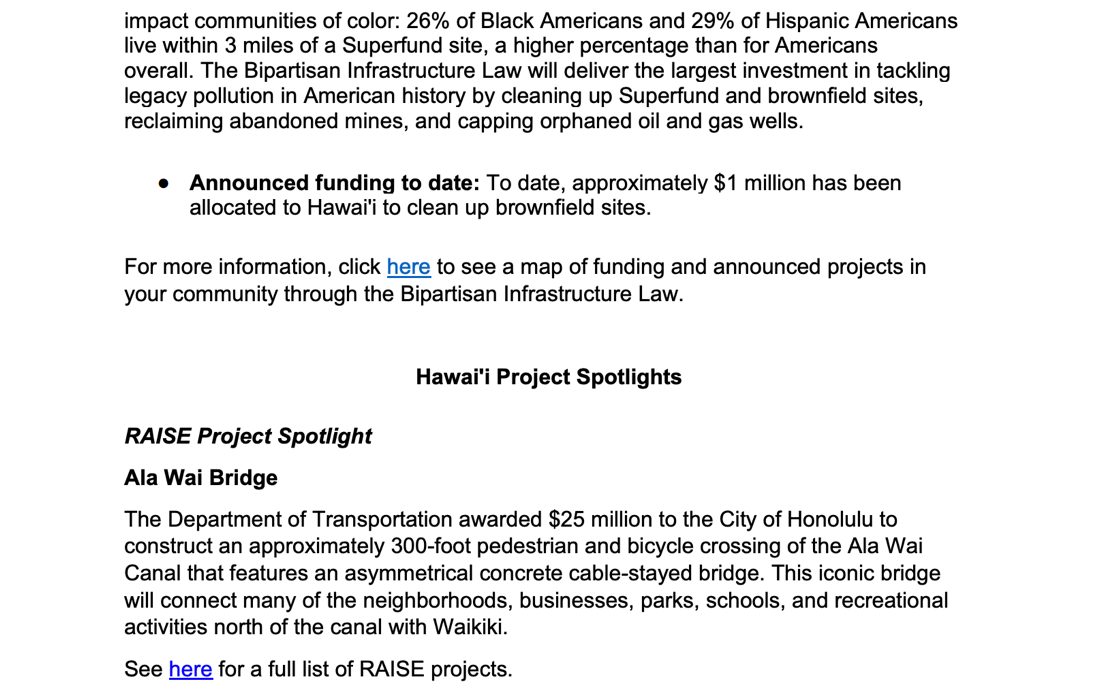 impact communities of color: 26% of Black Americans and 29% of Hispanic Americans
live within 3 miles of a Superfund site, a higher percentage than for Americans
overall. The Bipartisan Infrastructure Law will deliver the largest investment in tackling
legacy pollution in American history by cleaning up Superfund and brownfield sites,
reclaiming abandoned mines, and capping orphaned oil and gas wells.
• Announced funding to date: To date, approximately $1 million has been
allocated to Hawai'i to clean up brownfield sites.
For more information, click here to see a map of funding and announced projects in
your community through the Bipartisan Infrastructure Law.
Hawai'i Project Spotlights
RAISE Project Spotlight
Ala Wai Bridge
The Department of Transportation awarded $25 million to the City of Honolulu to
construct an approximately 300-foot pedestrian and bicycle crossing of the Ala Wai
Canal that features an asymmetrical concrete cable-stayed bridge. This iconic bridge
will connect many of the neighborhoods, businesses, parks, schools, and recreational
activities north of the canal with Waikiki.
See here for a full list of RAISE projects.